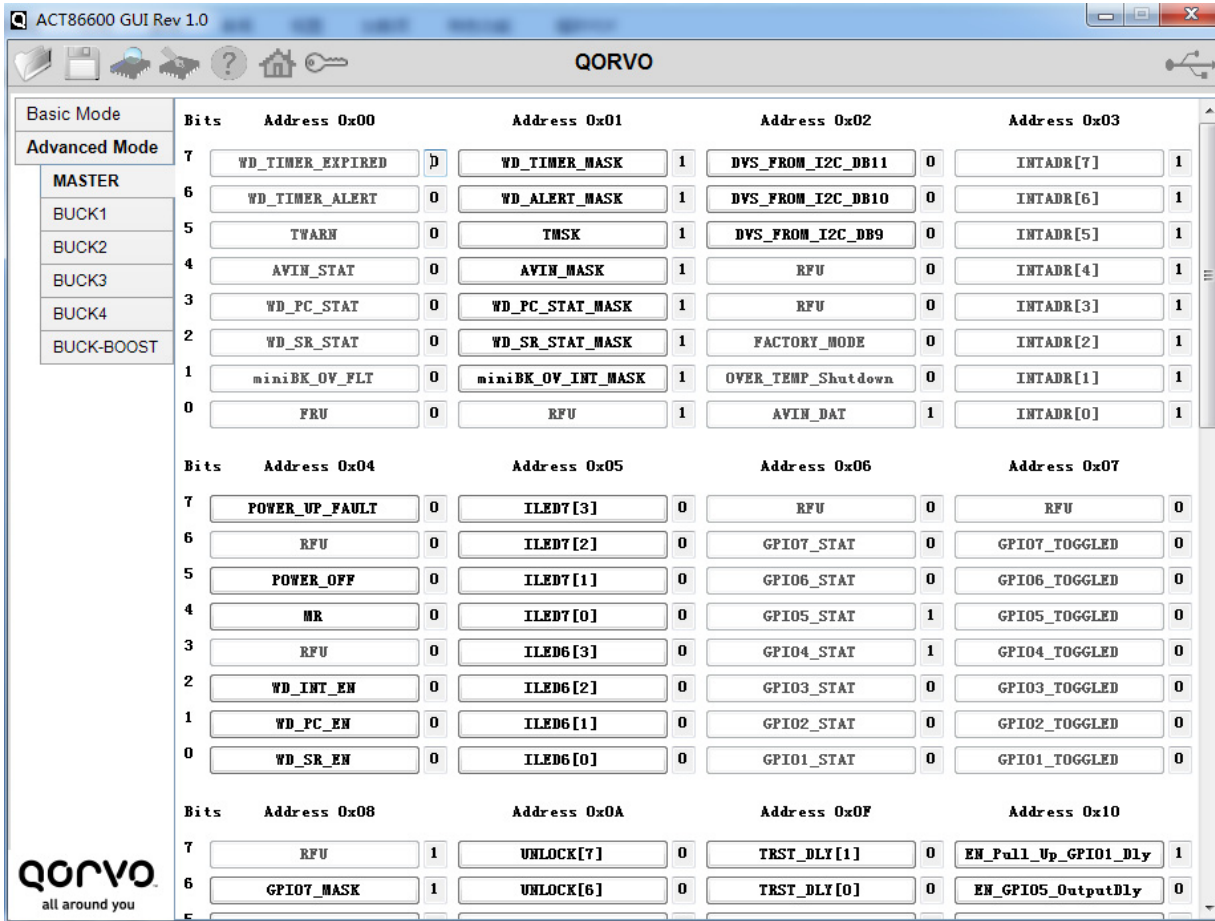 ACT86600 GUI Rev 1.0
QORVO
Basic Mode
Advanced Mode
MASTER
BUCK1
BUCK2
BUCK3
BUCK4
BUCK-BOOST
Bits Address 0x00 Address 0x01 Address 0x02 Address 0x03
7 WD_TIMER_EXPIRED 0 WD_TIMER_MASK 1 DVS_FROM_I2C_DB11 0 INTADR[7] 1
6 WD_TIMER_ALERT 0 WD_ALERT_MASK 1 DVS_FROM_I2C_DB10 0 INTADR[6] 1
5 TWARN 0 TMSK 1 DVS_FROM_I2C_DB9 0 INTADR[5] 1
4 AVIN_STAT 0 AVIN_MASK 1 RFU 0 INTADR[4] 1
3 WD_PC_STAT 0 WD_PC_STAT_MASK 1 RFU 0 INTADR[3] 1
2 WD_SR_STAT 0 WD_SR_STAT_MASK 1 FACTORY_MODE 0 INTADR[2] 1
1 miniBK_OV_FLT 0 miniBK_OV_INT_MASK 1 OVER_TEMP_Shutdown 0 INTADR[1] 1
0 FRU 0 RFU 1 AVIN_DAT 1 INTADR[0] 1
Bits Address 0x04 Address 0x05 Address 0x06 Address 0x07
7 POWER_UP_FAULT 0 ILED7[3] 0 RFU 0 RFU 0
6 RFU 0 ILED7[2] 0 GPIO7_STAT 0 GPIO7_TOGGLED 0
5 POWER_OFF 0 ILED7[1] 0 GPIO6_STAT 0 GPIO6_TOGGLED 0
4 MR 0 ILED7[0] 0 GPIO5_STAT 1 GPIO5_TOGGLED 0
3 RFU 0 ILED6[3] 0 GPIO4_STAT 1 GPIO4_TOGGLED 0
2 WD_INT_EN 0 ILED6[2] 0 GPIO3_STAT 0 GPIO3_TOGGLED 0
1 WD_PC_EN 0 ILED6[1] 0 GPIO2_STAT 0 GPIO2_TOGGLED 0
0 WD_SR_EN 0 ILED6[0] 0 GPIO1_STAT 0 GPIO1_TOGGLED 0
Bits Address 0x08 Address 0x0A Address 0x0F Address 0x10
7 RFU 1 UNLOCK[7] 0 TRST_DLY[1] 0 EN_Pull_Up_GPIO1_Dly 1
6 GPIO7_MASK 1 UNLOCK[6] 0 TRST_DLY[0] 0 EN_GPIO5_OutputDly 0
QORVO
all around you